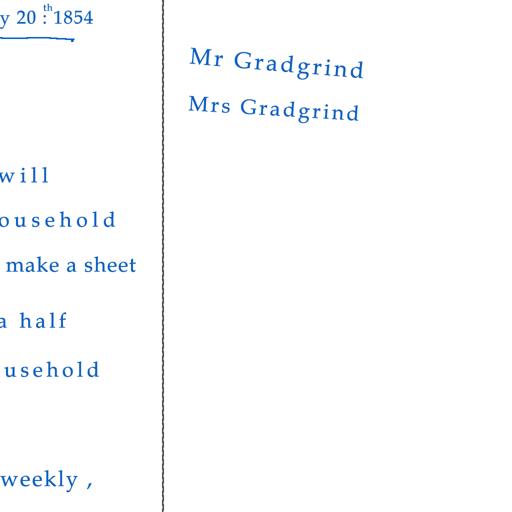 y 20:th 1854
will
ousehold
make a sheet
a half
usehold
weekly ,
Mr Gradgrind
Mrs Gradgrind